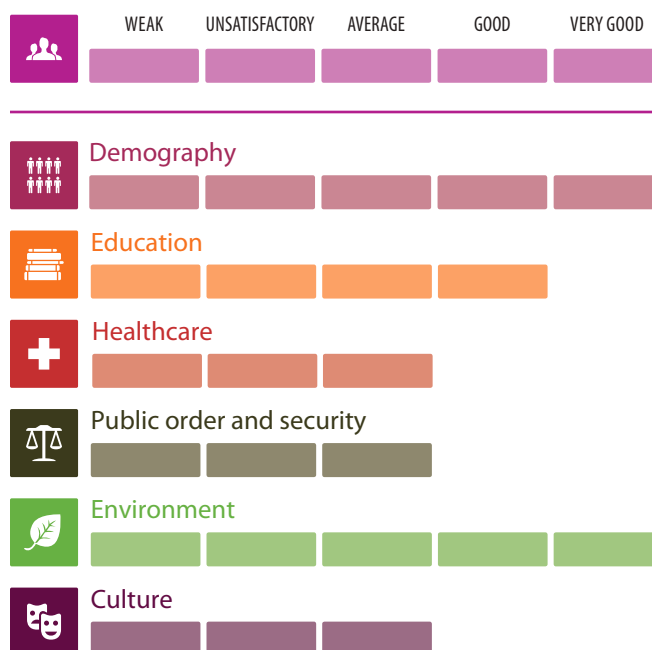 WEAK UNSATISFACTORY AVERAGE GOOD VERY GOOD
Demography
Education
Healthcare
Public order and security
Environment
Culture